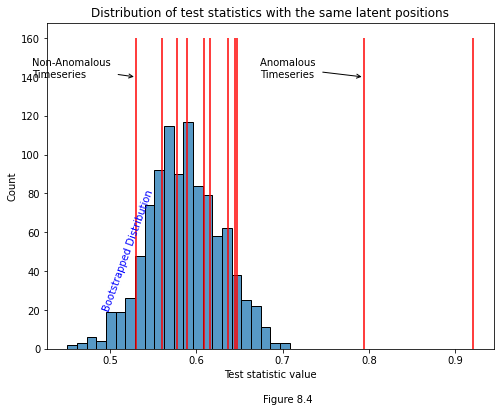 Distribution of test statistics with the same latent positions
160
140
120
100
80
60
40
20
0
Count
Non-Anomalous
Timeseries
Anomalous
Timeseries
Bootstrapped Distribution
0.5
0.6
0.7
0.8
0.9
Test statistic value
Figure 8.4